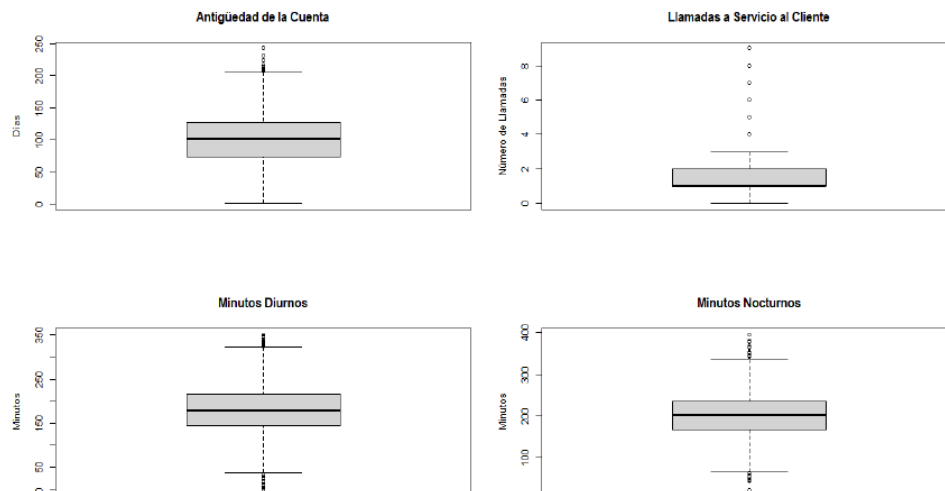 Antigüedad de la Cuenta
Días
250
200
150
100
50
0
Llamadas a Servicio al Cliente
Número de Llamadas
8
6
4
2
0
Minutos Diurnos
Minutos
350
250
150
50
0
Minutos Nocturnos
Minutos
400
300
200
100